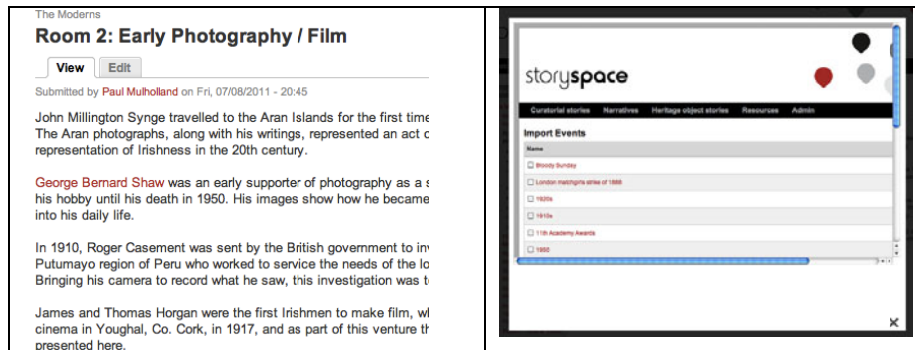 The Moderns
Room 2: Early Photography / Film
View Edit
Submitted by Paul Mulholland on Fri, 07/08/2011 - 20:45
John Millington Synge travelled to the Aran Islands for the first time
The Aran photographs, along with his writings, represented an act o
representation of Irishness in the 20th century.
George Bernard Shaw was an early supporter of photography as a s
his hobby until his death in 1950. His images show how he became
into his daily life.
In 1910, Roger Casement was sent by the British government to inv
Putumayo region of Peru who worked to service the needs of the lo
Bringing his camera to record what he saw, this investigation was t
James and Thomas Horgan were the first Irishmen to make film, wl
cinema in Youghal, Co. Cork, in 1917, and as part of this venture th
presented here.
storyspace
Curatorial stories Narratives Heritage object stories Resources Admin
Import Events
Name
Bloody Sunday
London matchgirls strike of 1888
1920s
1910s
11th Academy Awards